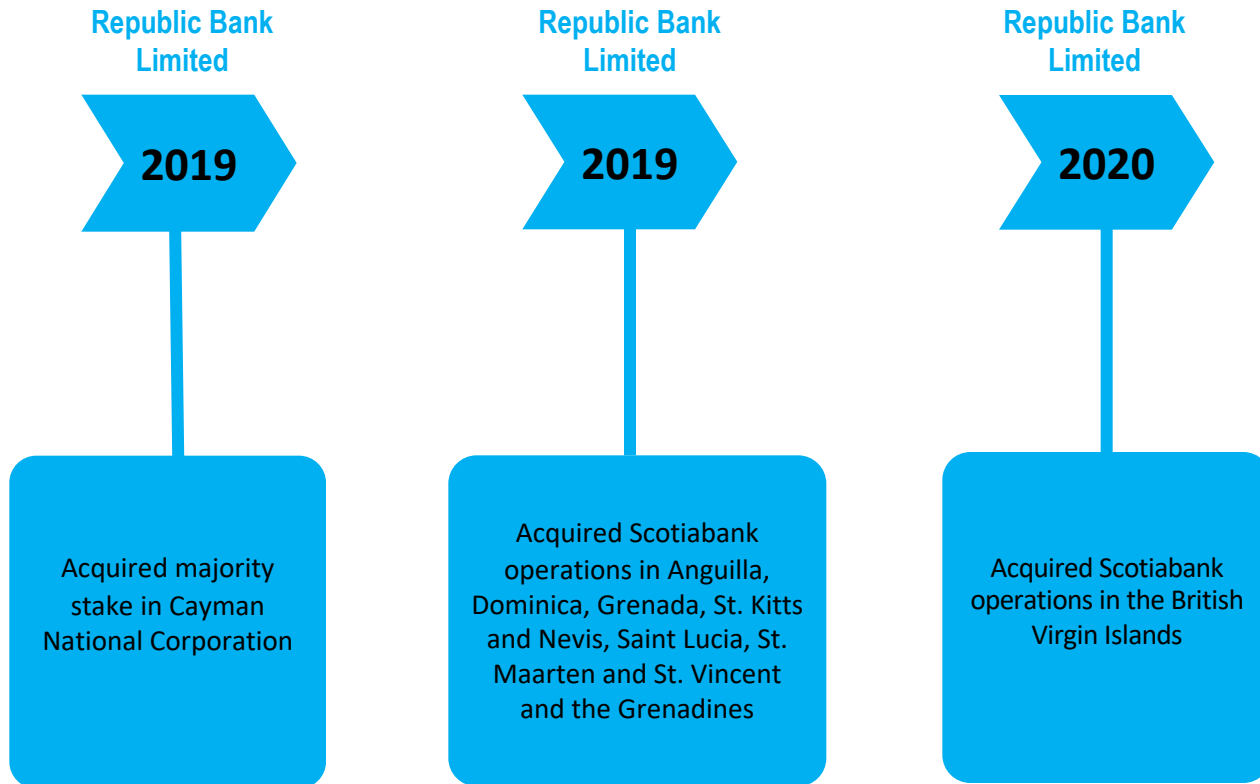 Republic Bank
Limited
2019
Acquired majority
stake in Cayman
National Corporation
Republic Bank
Limited
2019
Acquired Scotiabank
operations in Anguilla,
Dominica, Grenada, St. Kitts
and Nevis, Saint Lucia, St.
Maarten and St. Vincent
and the Grenadines
Republic Bank
Limited
2020
Acquired Scotiabank
operations in the British
Virgin Islands